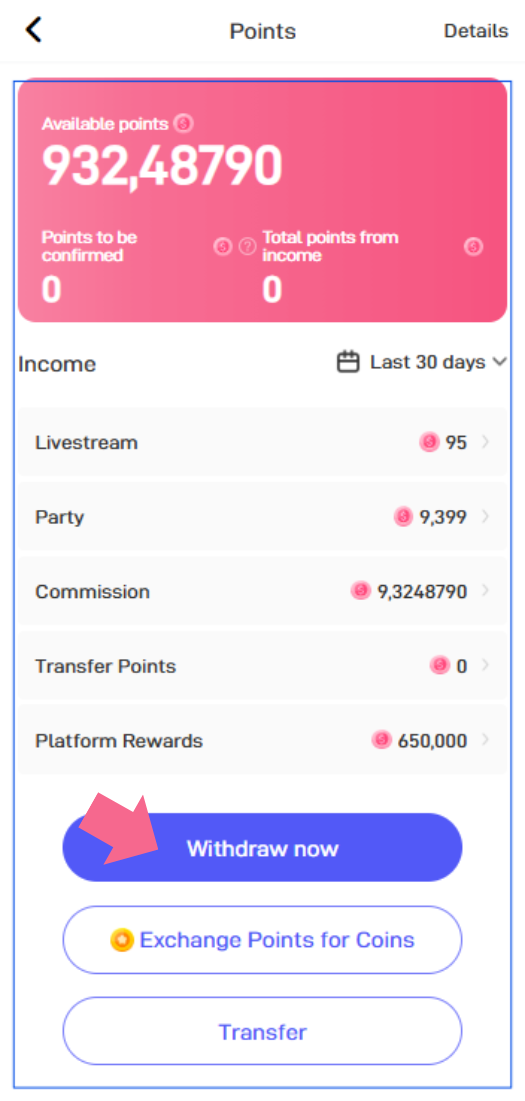 Points
Details
Available points
932,48790
Points to be
confirmed
0
Total points from
income
0
Income
Last 30 days
Livestream
95
Party
9,399
Commission
9,3248790
Transfer Points
0
Platform Rewards
650,000
Withdraw now
Exchange Points for Coins
Transfer